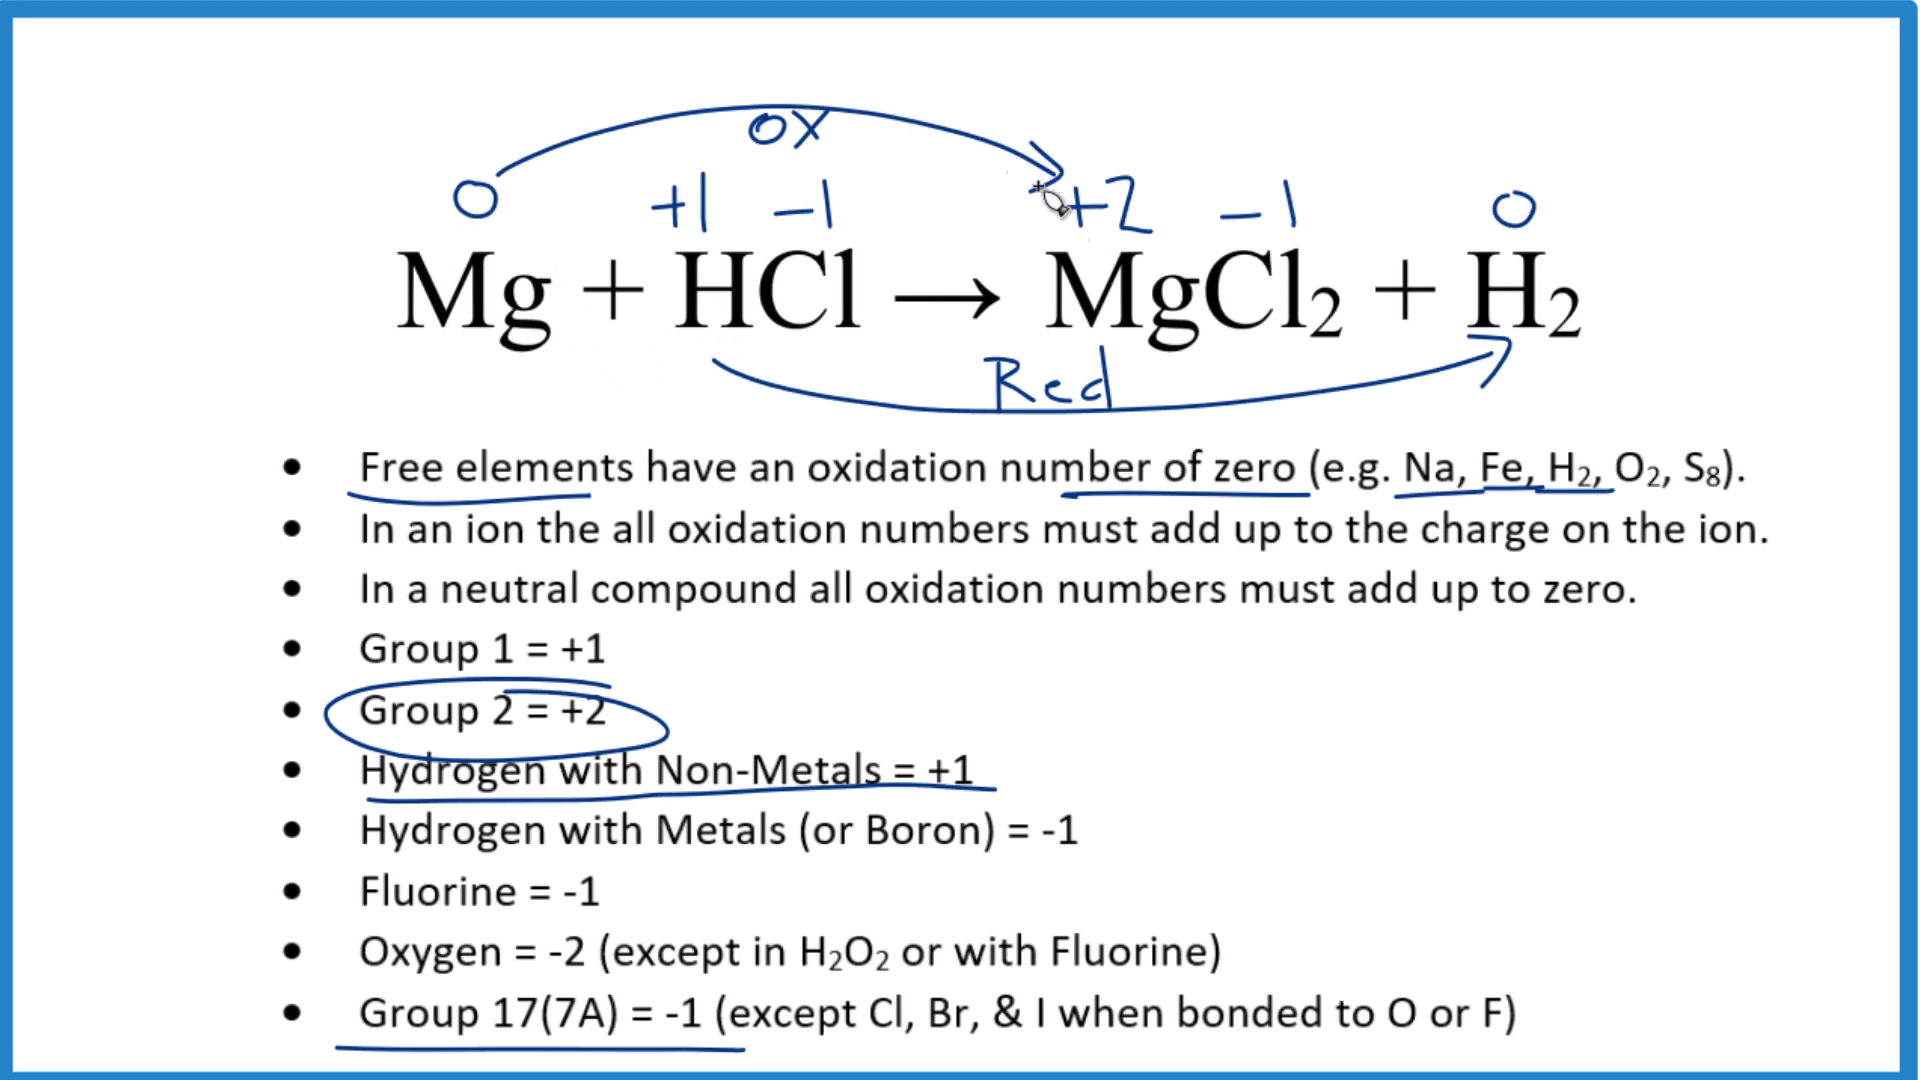 OX
0 +1 -1 +2 -1 0
Mg + HCl → MgCl₂ + H₂
Red
• Free elements have an oxidation number of zero (e.g. Na, Fe, H₂, O₂, S₈).
• In an ion the all oxidation numbers must add up to the charge on the ion.
• In a neutral compound all oxidation numbers must add up to zero.
• Group 1 = +1
• Group 2 = +2
• Hydrogen with Non-Metals = +1
• Hydrogen with Metals (or Boron) = -1
• Fluorine = -1
• Oxygen = -2 (except in H₂O₂ or with Fluorine)
• Group 17(7A) = -1 (except Cl, Br, & I when bonded to O or F)